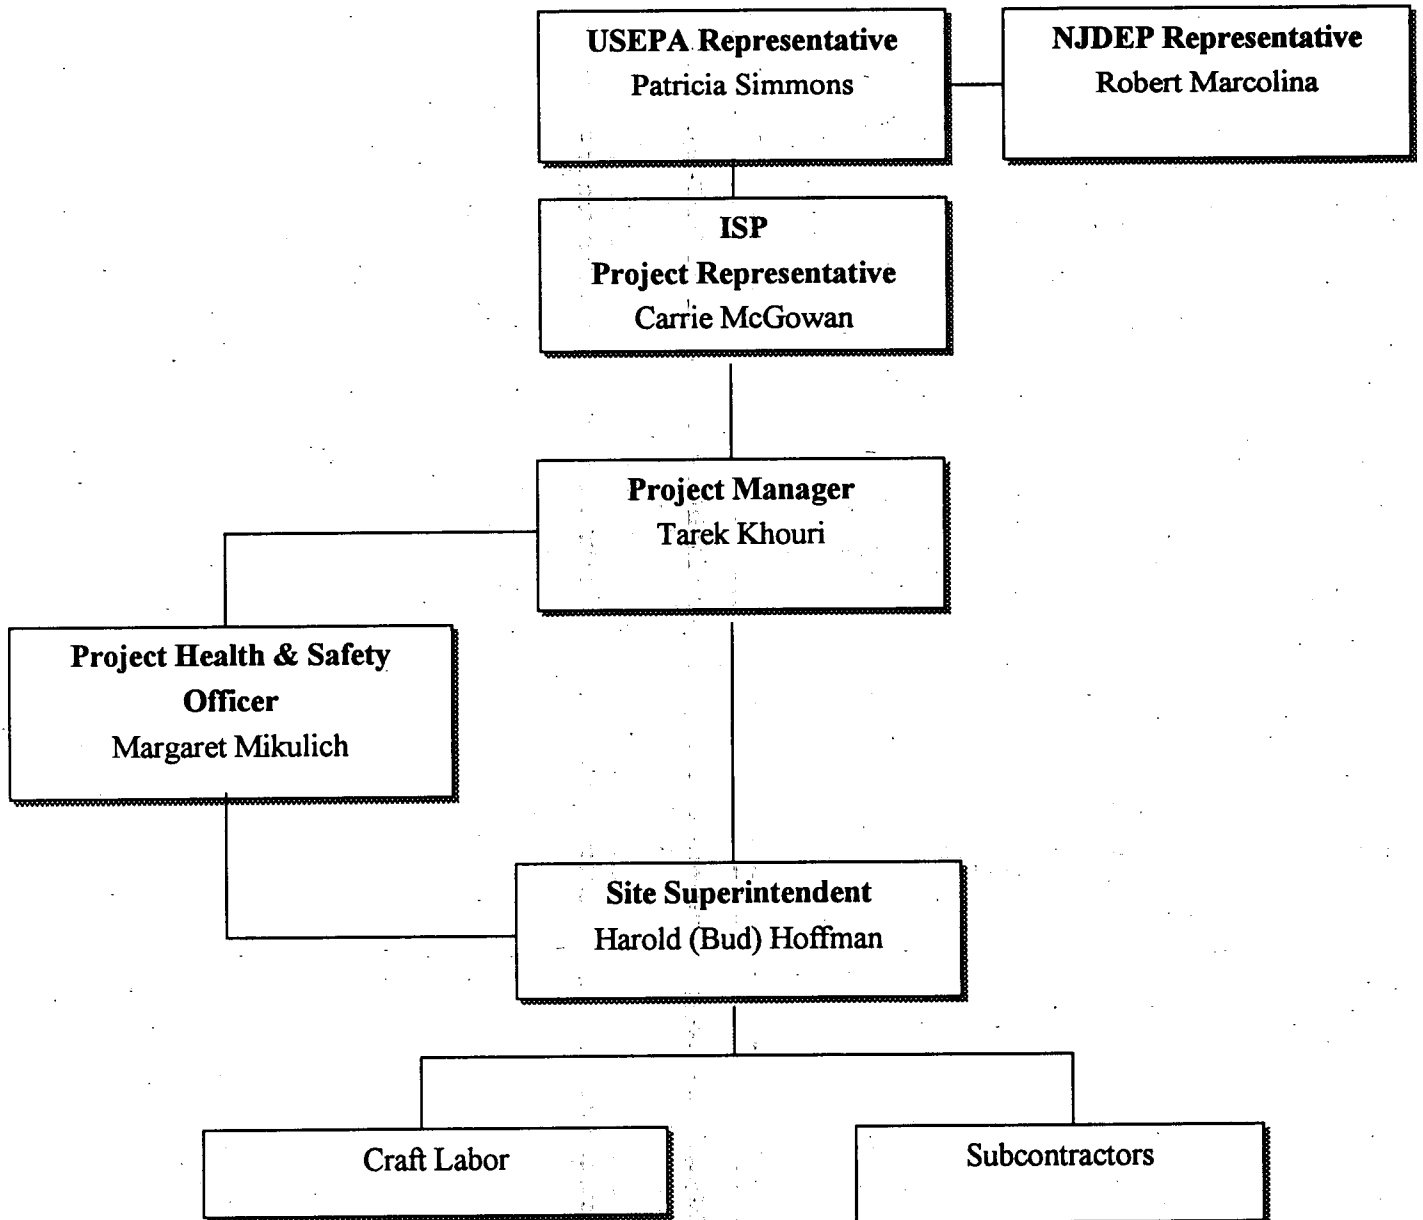 USEPA Representative
Patricia Simmons
NJDEP Representative
Robert Marcolina
ISP
Project Representative
Carrie McGowan
Project Manager
Tarek Khouri
Project Health & Safety
Officer
Margaret Mikulich
Site Superintendent
Harold (Bud) Hoffman
Craft Labor
Subcontractors